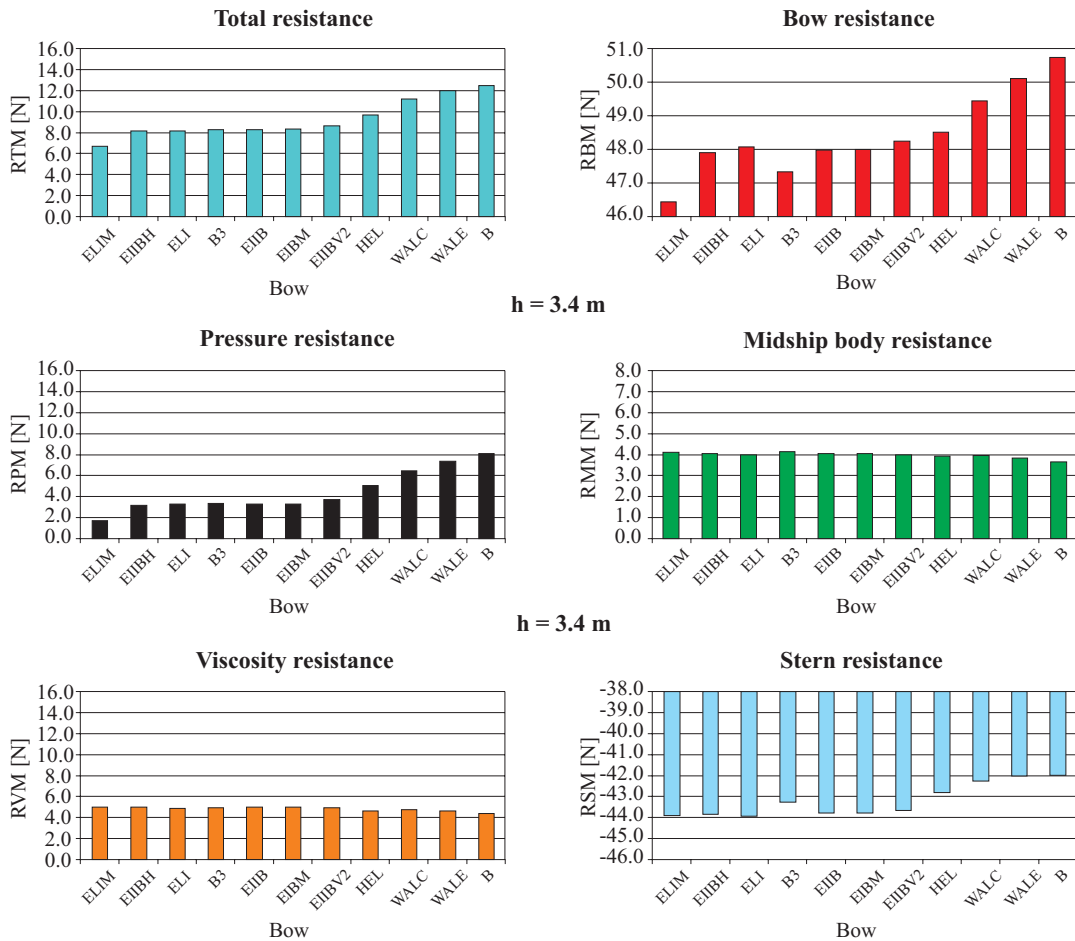 Total resistance
RTM [N]
16.0
14.0
12.0
10.0
8.0
6.0
4.0
2.0
0.0
ELIM
EIIBH
ELI
B3
EIIB
EIBM
EIIBV2
HEL
WALC
WALE
B
Bow
Bow resistance
RBM [N]
51.0
50.0
49.0
48.0
47.0
46.0
ELIM
EIIBH
ELI
B3
EIIB
EIBM
EIIBV2
HEL
WALC
WALE
B
Bow
h = 3.4 m
Pressure resistance
RPM [N]
16.0
14.0
12.0
10.0
8.0
6.0
4.0
2.0
0.0
ELIM
EIIBH
ELI
B3
EIIB
EIBM
EIIBV2
HEL
WALC
WALE
B
Bow
Midship body resistance
RMM [N]
8.0
7.0
6.0
5.0
4.0
3.0
2.0
1.0
0.0
ELIM
EIIBH
ELI
B3
EIIB
EIBM
EIIBV2
HEL
WALC
WALE
B
Bow
h = 3.4 m
Viscosity resistance
RVM [N]
16.0
14.0
12.0
10.0
8.0
6.0
4.0
2.0
0.0
ELIM
EIIBH
ELI
B3
EIIB
EIBM
EIIBV2
HEL
WALC
WALE
B
Bow
Stern resistance
RSM [N]
-38.0
-39.0
-40.0
-41.0
-42.0
-43.0
-44.0
-45.0
-46.0
ELIM
EIIBH
ELI
B3
EIIB
EIBM
EIIBV2
HEL
WALC
WALE
B
Bow